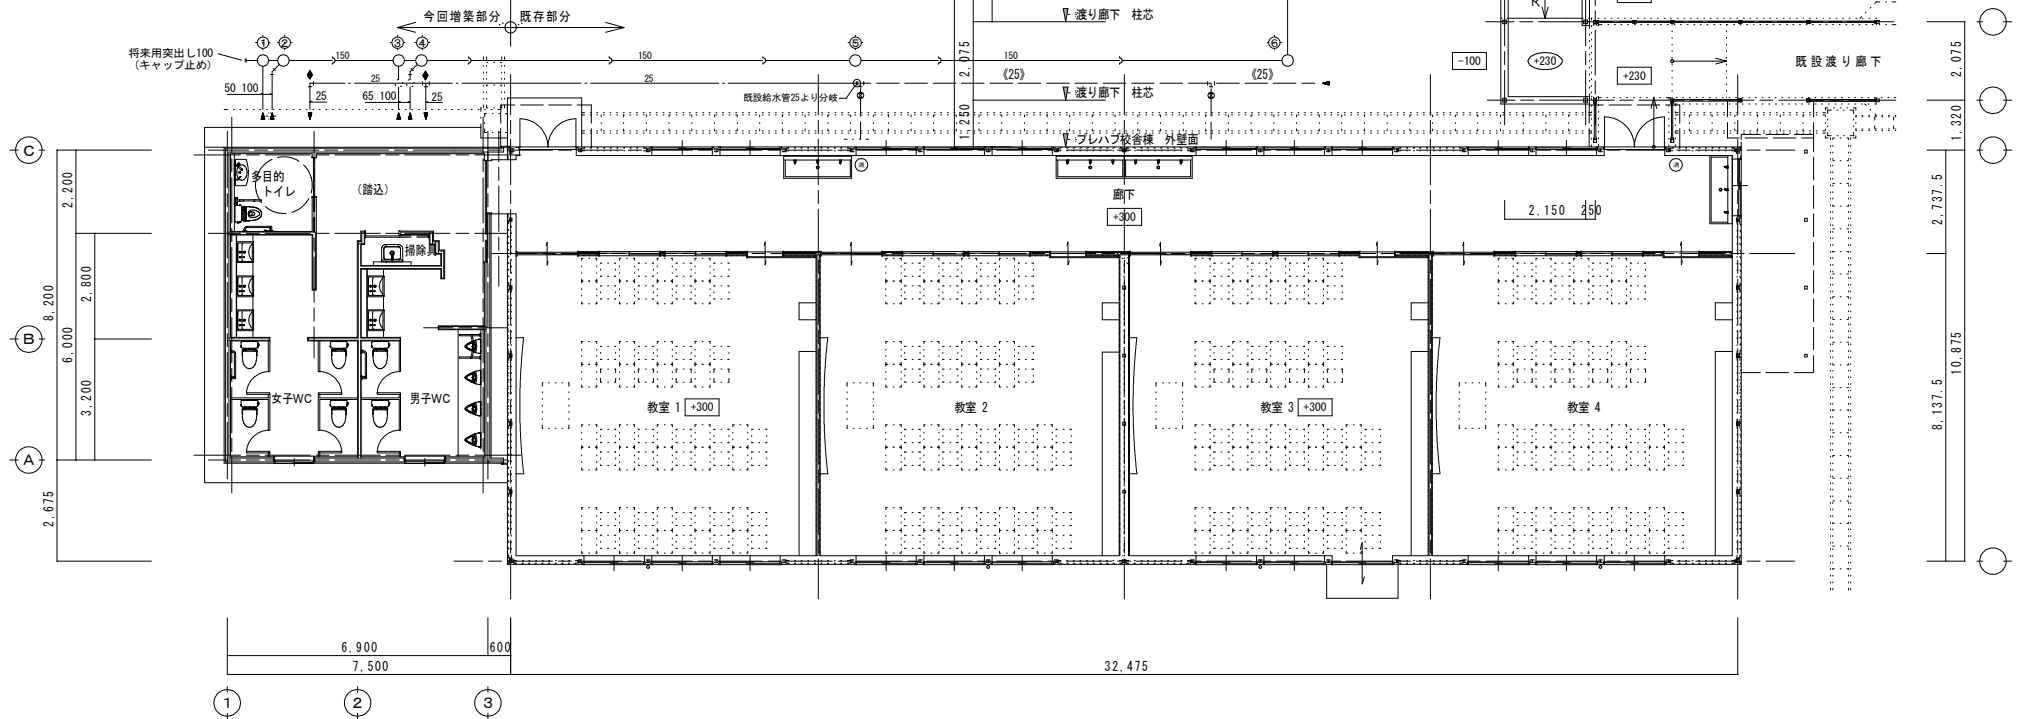 今回増築部分 既存部分
渡り廊下 柱芯
将来用突出し100
(キャップ止め)
① ② ③ ④ ⑤ ⑥
150 150 150
25 25 《25》 《25》
50 100 25 65 100 25
既設給水管25より分岐
2,075
1,250
渡り廊下 柱芯
プレハブ校舎棟 外壁面
-100
+230
+230
既設渡り廊下
2,075
1,320
2,737.5
10,875
8,137.5
C
B
A
2,200
2,800
8,200
6,000
3,200
2,675
多目的
トイレ
(踏込)
掃除具
女子WC
男子WC
消
消
廊下
+300
2,150 250
教室 1 +300
教室 2
教室 3 +300
教室 4
6,900 600
7,500
32,475
1 2 3